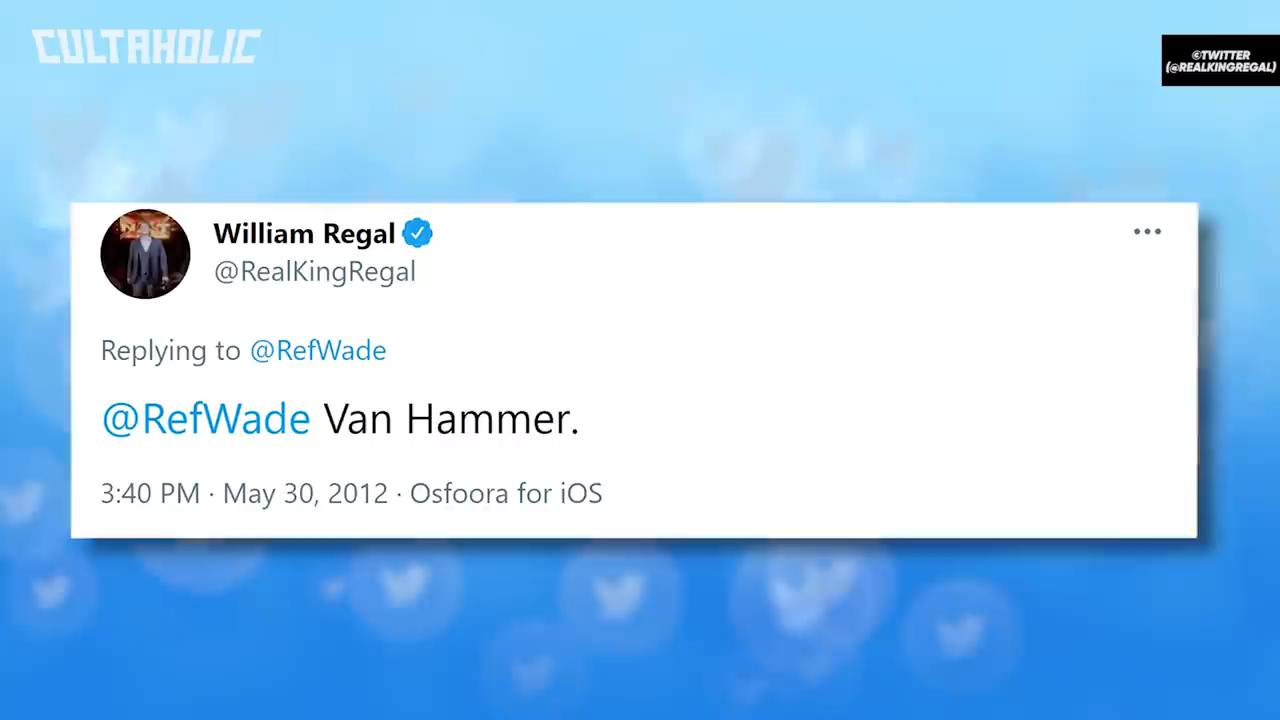 CULTAHOLIC
©TWITTER
(@REALKINGREGAL)
William Regal
@RealKingRegal
Replying to @RefWade
@RefWade Van Hammer.
3:40 PM · May 30, 2012 · Osfoora for iOS